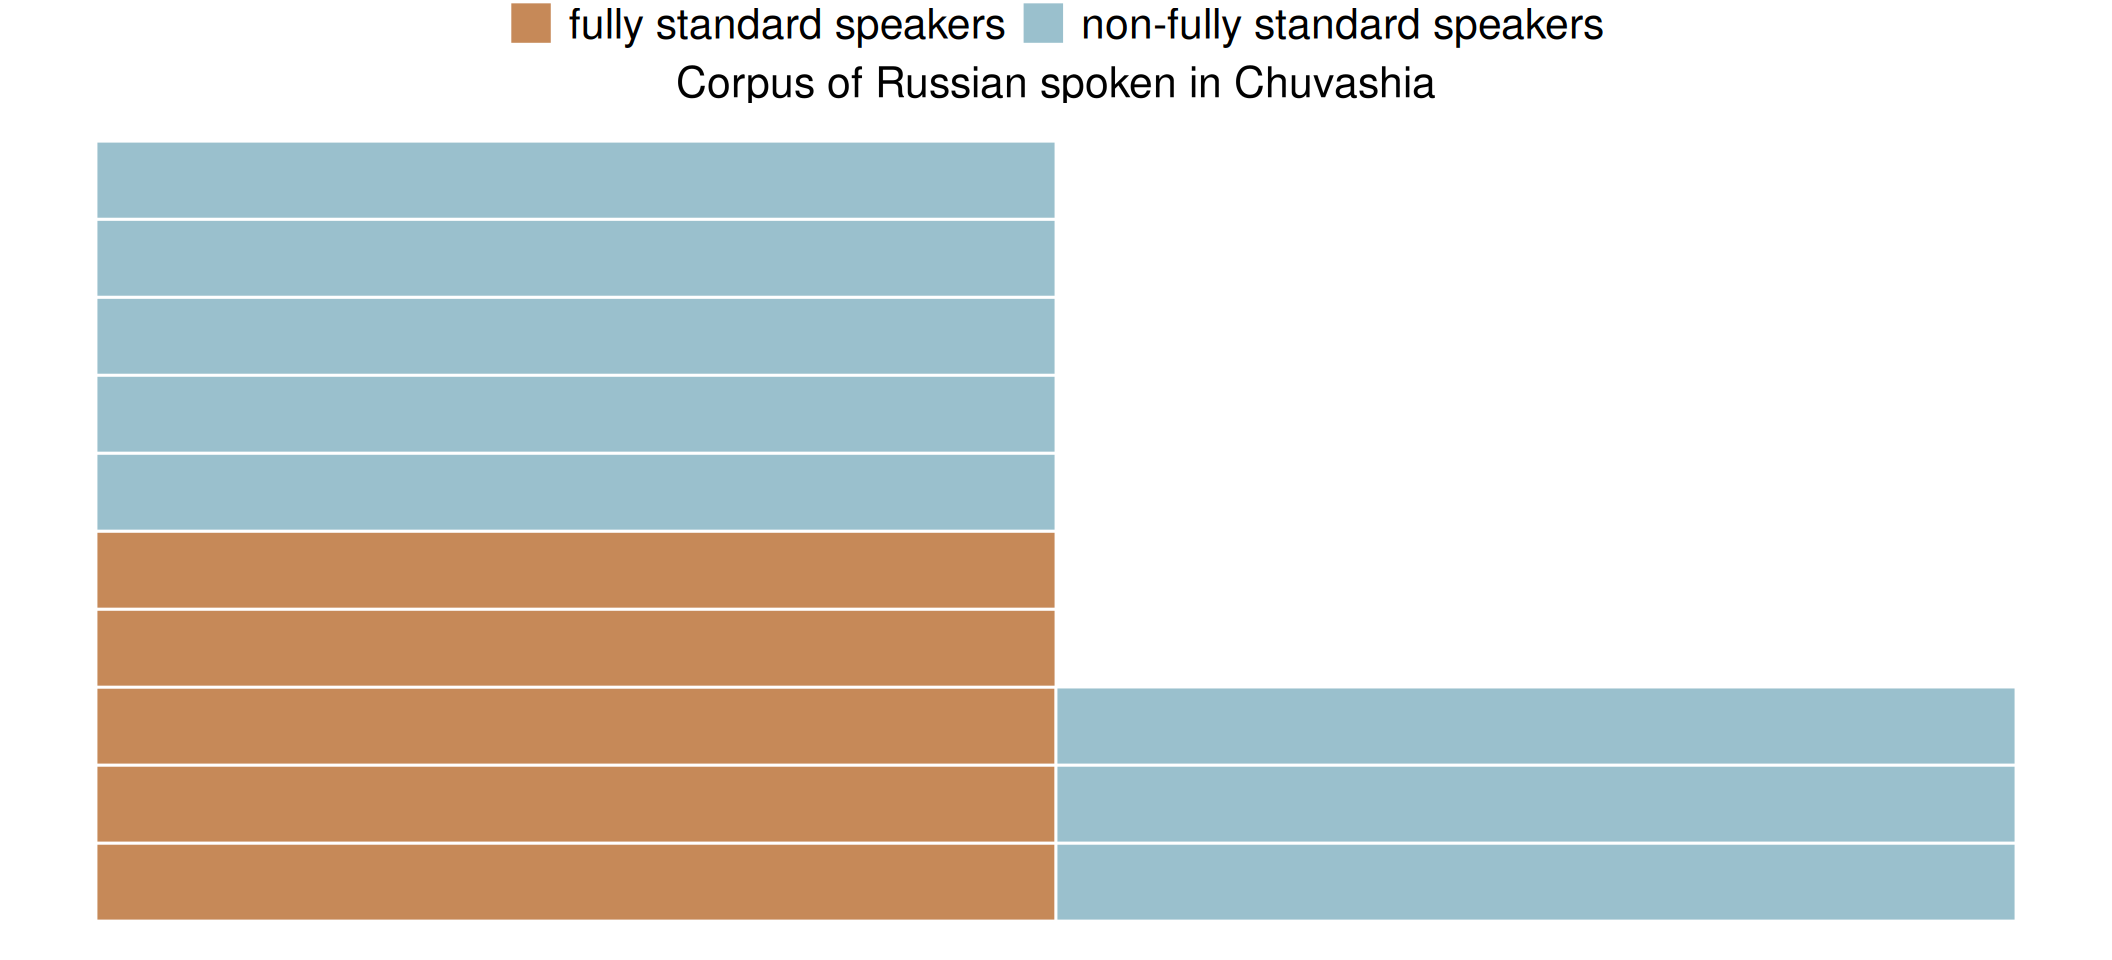 fully standard speakers non-fully standard speakers
Corpus of Russian spoken in Chuvashia